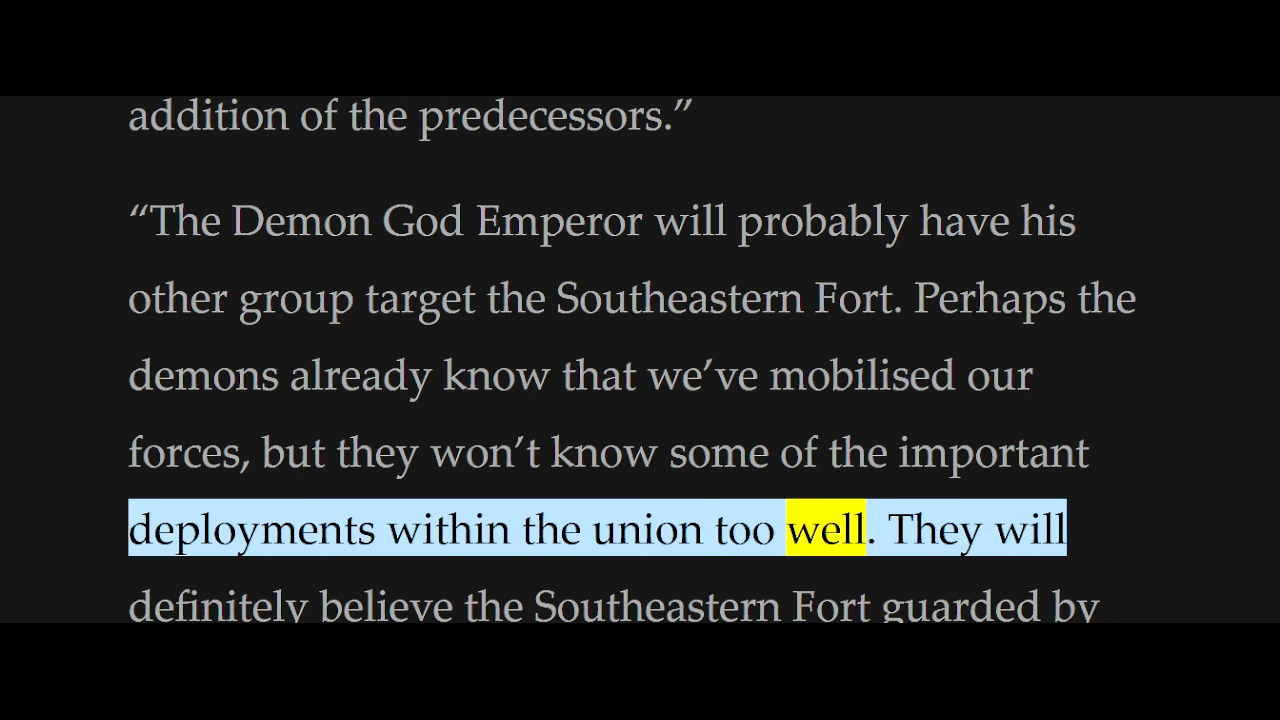 addition of the predecessors.”
“The Demon God Emperor will probably have his
other group target the Southeastern Fort. Perhaps the
demons already know that we’ve mobilised our
forces, but they won’t know some of the important
deployments within the union too well. They will
definitely believe the Southeastern Fort guarded by